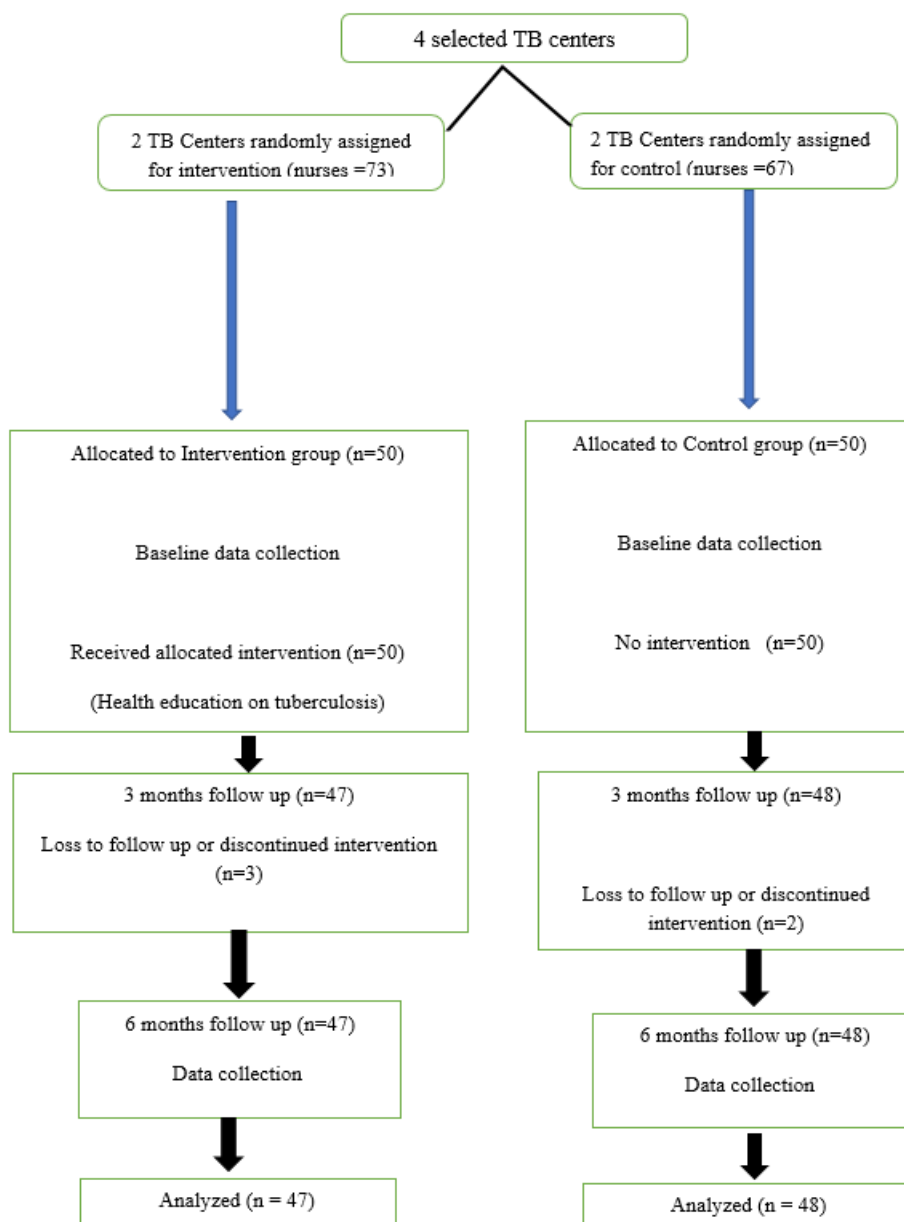 4 selected TB centers
2 TB Centers randomly assigned
for intervention (nurses =73)
2 TB Centers randomly assigned
for control (nurses =67)
Allocated to Intervention group (n=50)
Baseline data collection
Received allocated intervention (n=50)
(Health education on tuberculosis)
Allocated to Control group (n=50)
Baseline data collection
No intervention (n=50)
3 months follow up (n=47)
Loss to follow up or discontinued intervention
(n=3)
3 months follow up (n=48)
Loss to follow up or discontinued
intervention (n=2)
6 months follow up (n=47)
Data collection
6 months follow up (n=48)
Data collection
Analyzed (n = 47)
Analyzed (n = 48)